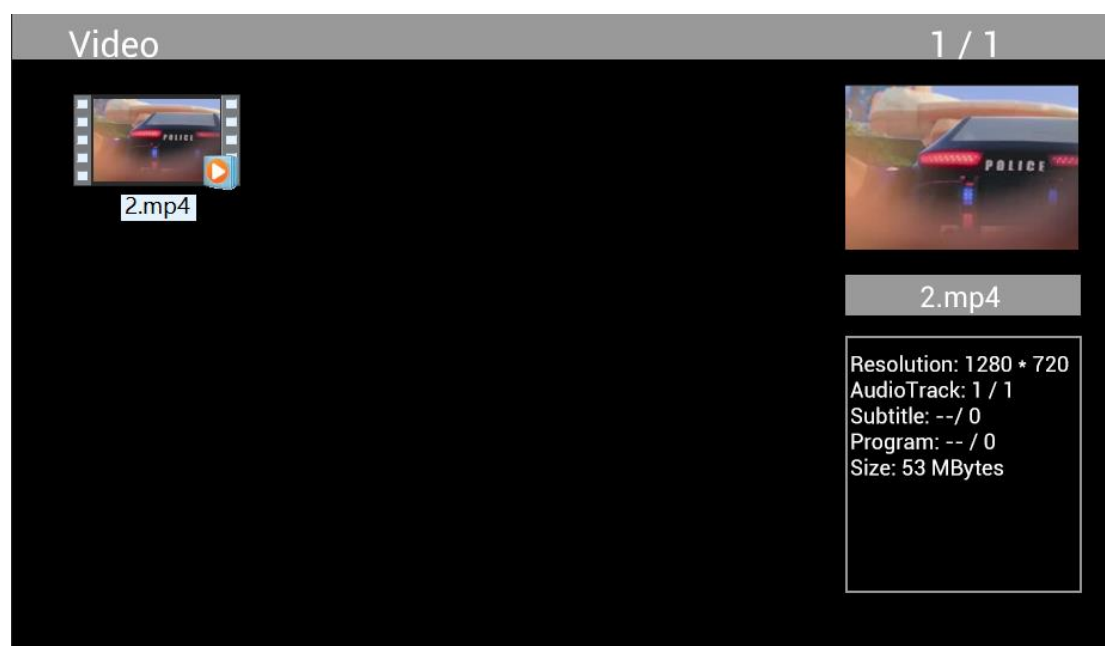 Video
1 / 1
POLICE
2.mp4
POLICE
2.mp4
Resolution: 1280 * 720
AudioTrack: 1 / 1
Subtitle: --/ 0
Program: -- / 0
Size: 53 MBytes